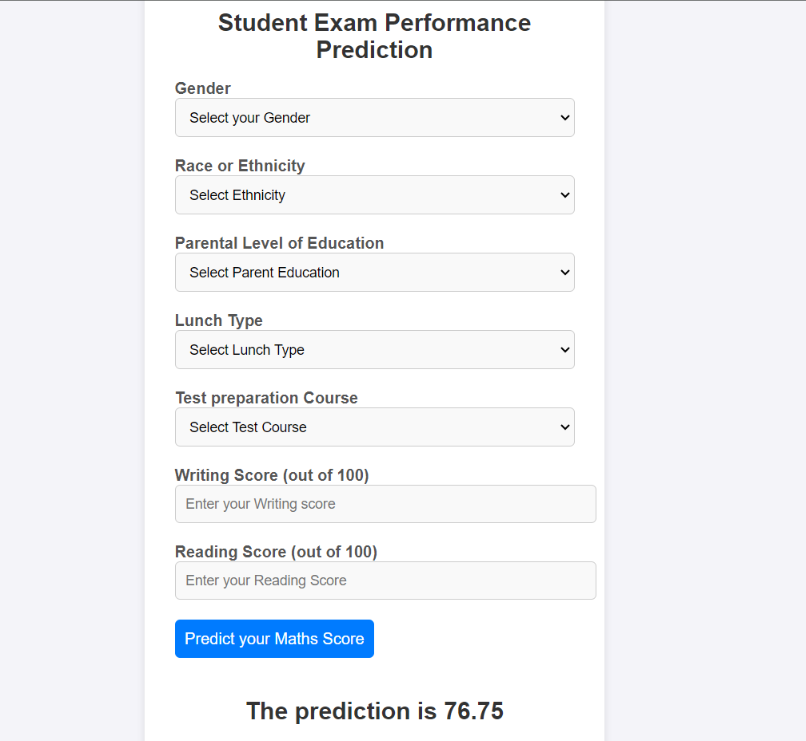 Student Exam Performance
Prediction
Gender
Select your Gender
Race or Ethnicity
Select Ethnicity
Parental Level of Education
Select Parent Education
Lunch Type
Select Lunch Type
Test preparation Course
Select Test Course
Writing Score (out of 100)
Enter your Writing score
Reading Score (out of 100)
Enter your Reading Score
Predict your Maths Score
The prediction is 76.75